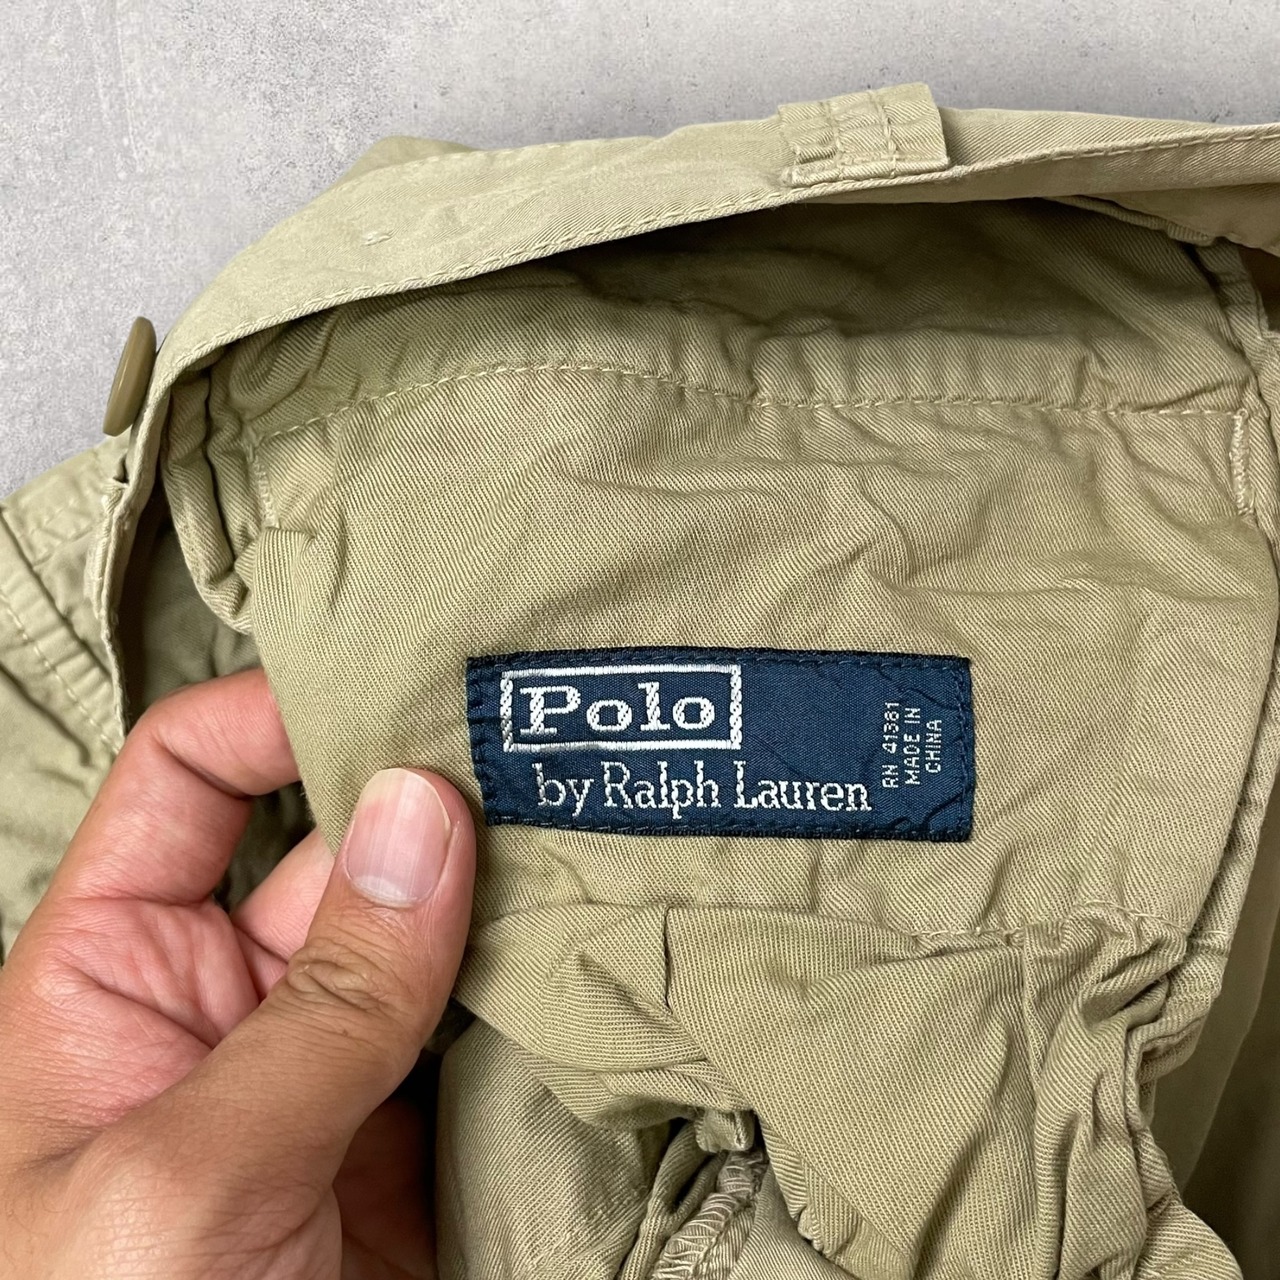 Polo
by Ralph Lauren
RN 41381
MADE IN
CHINA